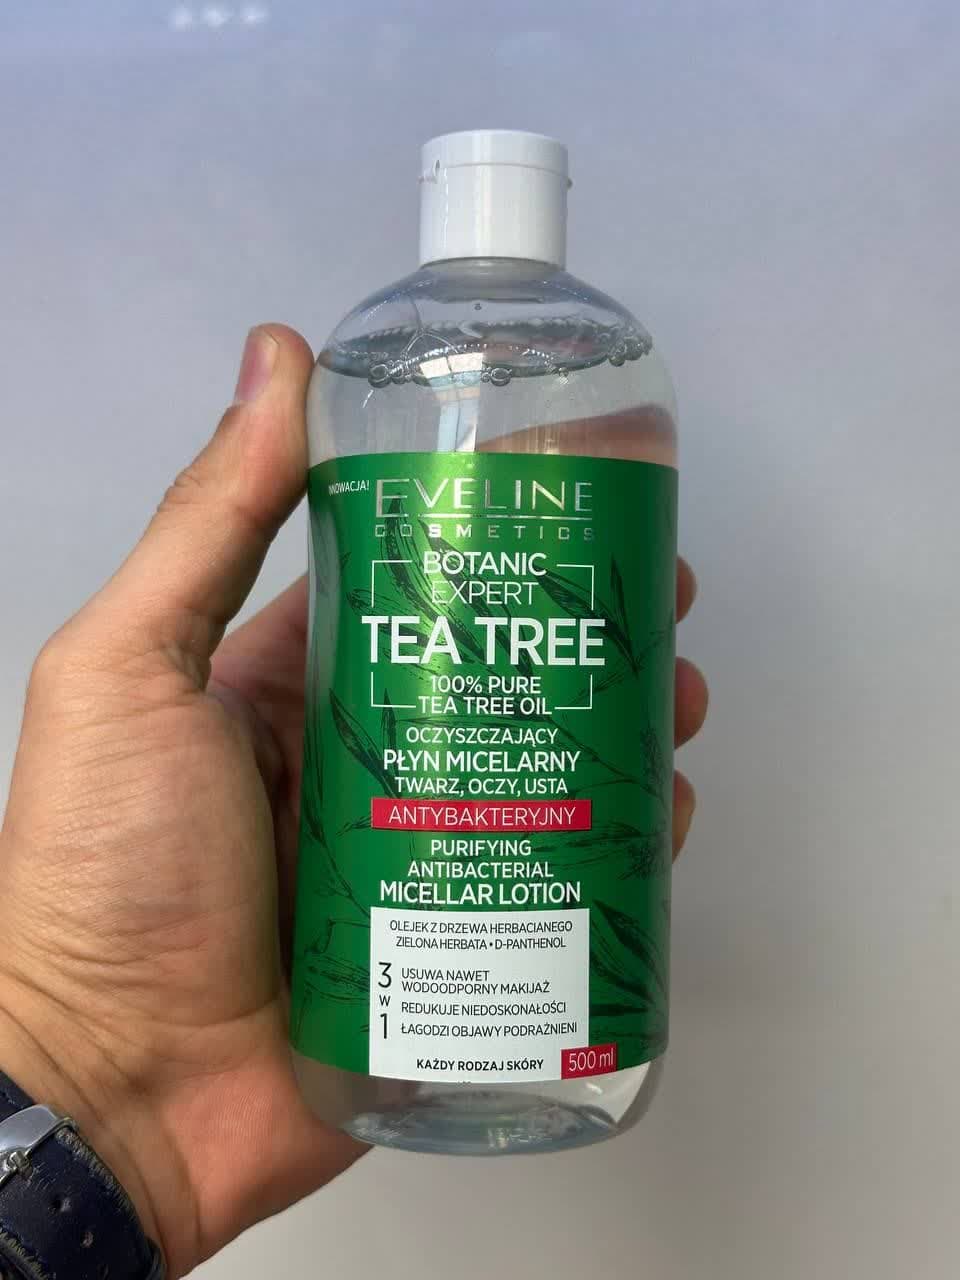 INNOWACJA!
EVELINE
COSMETICS
BOTANIC
EXPERT
TEA TREE
100% PURE
TEA TREE OIL
OCZYSZCZAJĄCY
PŁYN MICELARNY
TWARZ, OCZY, USTA
ANTYBAKTERYJNY
PURIFYING
ANTIBACTERIAL
MICELLAR LOTION
OLEJEK Z DRZEWA HERBACIANEGO
ZIELONA HERBATA • D-PANTHENOL
3 w 1
USUWA NAWET
WODOODPORNY MAKIJAŻ
REDUKUJE NIEDOSKONAŁOŚCI
ŁAGODZI OBJAWY PODRAŻNIENI
KAŻDY RODZAJ SKÓRY
500 ml